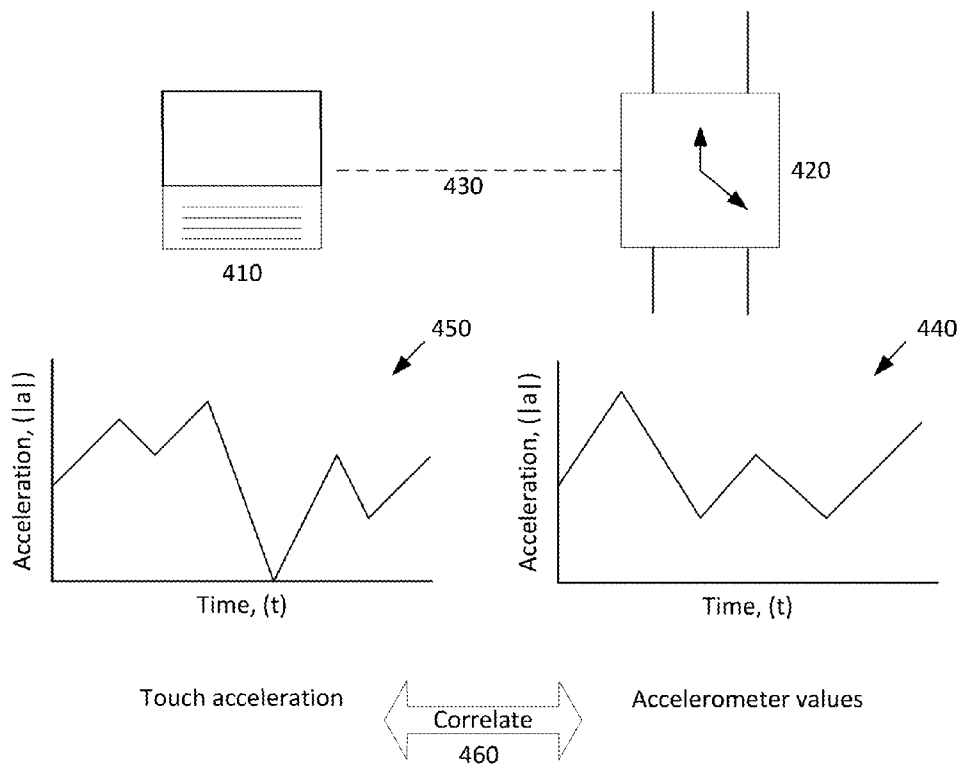 420
430
410
450
440
Acceleration, (|a|)
Time, (t)
Acceleration, (|a|)
Time, (t)
Touch acceleration
Correlate
460
Accelerometer values